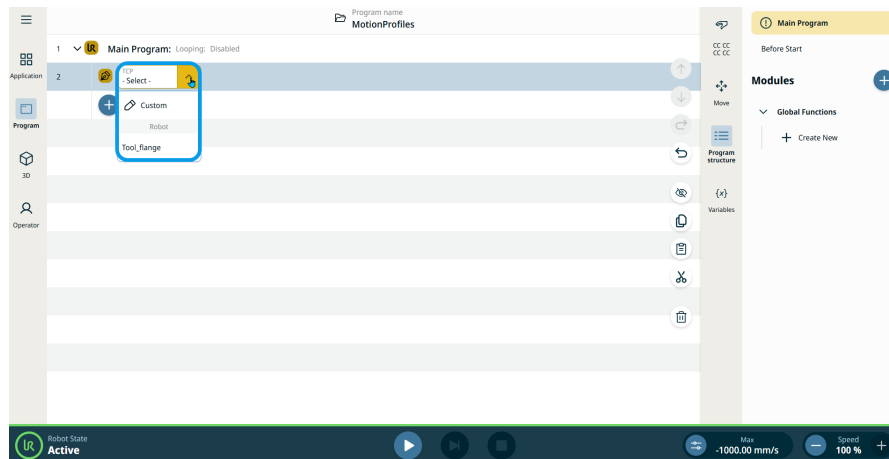 Program name
MotionProfiles
Main Program
1 Main Program: Looping: Disabled
CC CC
CC CC
Before Start
Application
2
TCP
- Select -
Modules
Custom
Move
Program
Robot
Global Functions
Tool_flange
Create New
Program
structure
3D
{x}
Variables
Operator
Robot State
Active
Max
-1000.00 mm/s
Speed
100 %